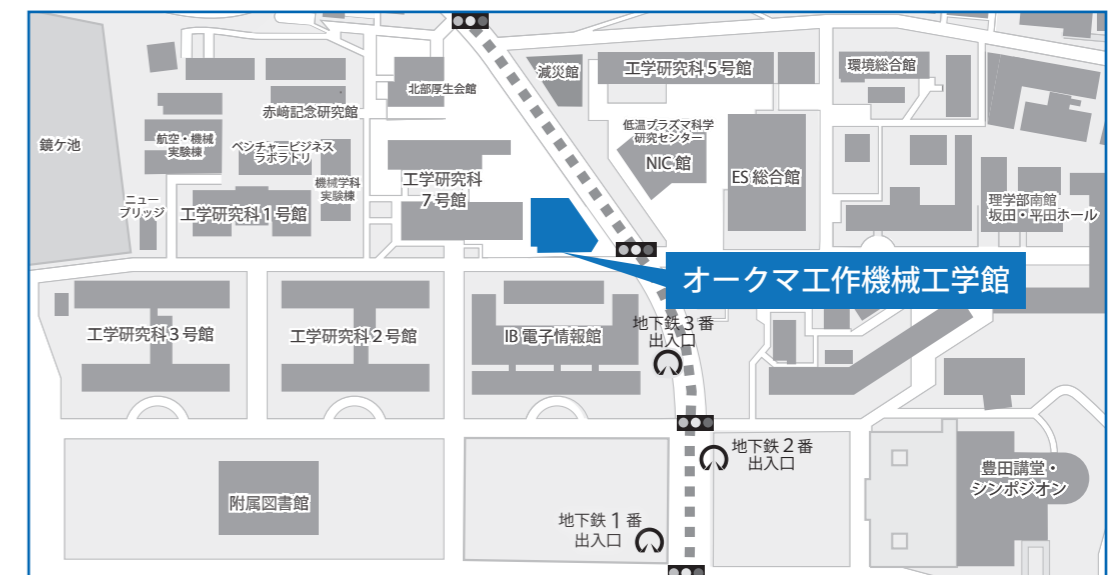 減災館
工学研究科5号館
環境総合館
北部厚生会館
赤﨑記念研究館
鏡ケ池
航空・機械
実験棟
ベンチャービジネス
ラボラトリ
低温プラズマ科学
研究センター
NIC館
ES総合館
機械学科
実験棟
工学研究科
7号館
ニュー
ブリッジ
工学研究科1号館
理学部南館
坂田・平田ホール
オークマ工作機械工学館
工学研究科3号館
工学研究科2号館
IB電子情報館
地下鉄3番
出入口
地下鉄2番
出入口
豊田講堂・
シンポジオン
附属図書館
地下鉄1番
出入口